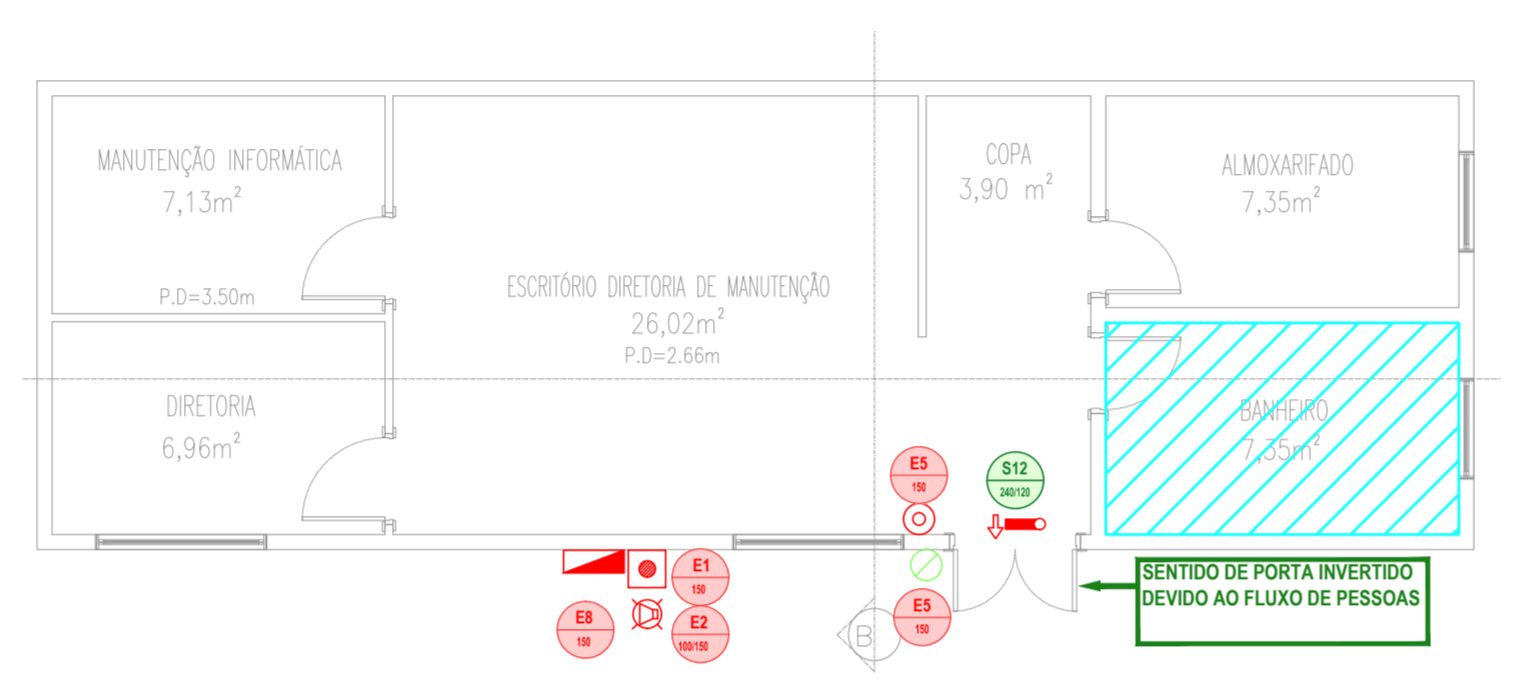 MANUTENÇÃO INFORMÁTICA
7,13m²
P.D=3.50m
DIRETORIA
6,96m²
ESCRITÓRIO DIRETORIA DE MANUTENÇÃO
26,02m²
P.D=2.66m
COPA
3,90 m²
ALMOXARIFADO
7,35m²
BANHEIRO
7,35m²
E5
150
S12
240/120
E1
150
E8
150
E2
100/150
E5
150
B
SENTIDO DE PORTA INVERTIDO
DEVIDO AO FLUXO DE PESSOAS